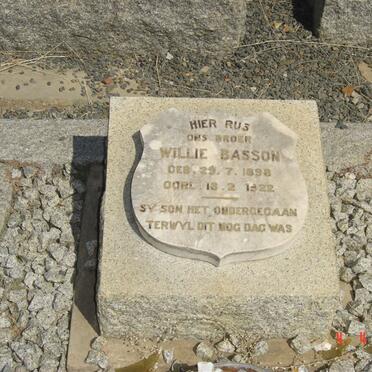 HIER RUS
ONS BROER
WILLIE BASSON
GEB. 29. 7. 1898
OORL. 18. 2. 1922
SY SON HET ONDERGEGAAN
TERWYL DIT NOG DAG WAS